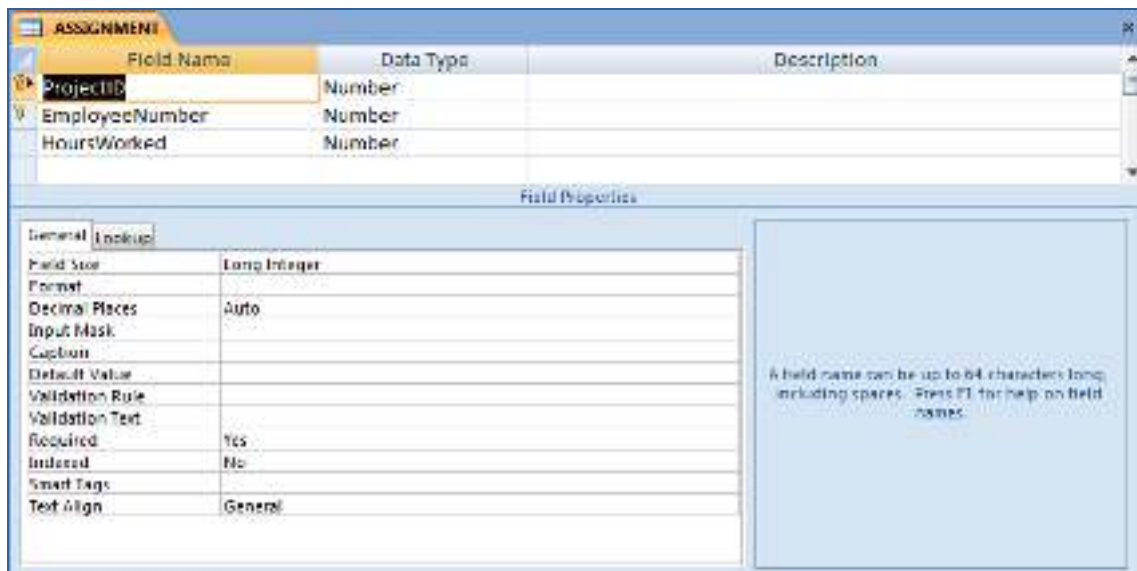 ASSIGNMENT
Field Name Data Type Description
ProjectID Number
EmployeeNumber Number
HoursWorked Number
Field Properties
General Lookup
Field Size Long Integer
Format
Decimal Places Auto
Input Mask
Caption
Default Value
Validation Rule
Validation Text
Required Yes
Indexed No
Smart Tags
Text Align General
A field name can be up to 64 characters long,
including spaces. Press F1 for help on field
names.